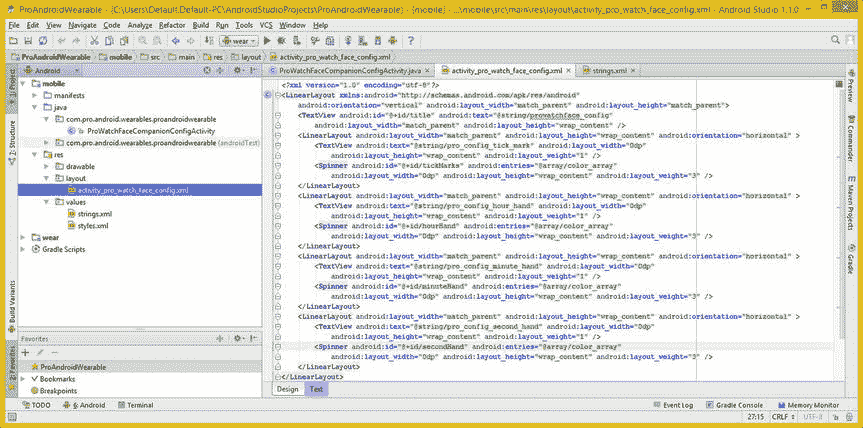 ProAndroidWearable - [C:\Users\Default.Default-PC\AndroidStudioProjects\ProAndroidWearable] - [mobile] - ...\mobile\src\main\res\layout\activity_pro_watch_face_config.xml - Android Studio 1.1.0
File Edit View Navigate Code Analyze Refactor Build Run Tools VCS Window Help
wear
ProAndroidWearable mobile src main res layout activity_pro_watch_face_config.xml
Android
ProWatchFaceCompanionConfigActivity.java
activity_pro_watch_face_config.xml
strings.xml
1: Project
Z: Structure
Build Variants
2: Favorites
mobile
manifests
java
com.pro.android.wearables.proandroidwearable
ProWatchFaceCompanionConfigActivity
com.pro.android.wearables.proandroidwearable (androidTest)
res
drawable
layout
activity_pro_watch_face_config.xml
values
strings.xml
styles.xml
wear
Gradle Scripts
Favorites
ProAndroidWearable
Bookmarks
Breakpoints
<?xml version="1.0" encoding="utf-8"?>
<LinearLayout xmlns:android="http://schemas.android.com/apk/res/android"
android:orientation="vertical" android:layout_width="match_parent" android:layout_height="match_parent">
<TextView android:id="@+id/title" android:text="@string/prowatchface_config"
android:layout_width="match_parent" android:layout_height="wrap_content" />
<LinearLayout android:layout_width="match_parent" android:layout_height="wrap_content" android:orientation="horizontal" >
<TextView android:text="@string/pro_config_tick_mark" android:layout_width="0dp"
android:layout_height="wrap_content" android:layout_weight="1" />
<Spinner android:id="@+id/tickMarks" android:entries="@array/color_array"
android:layout_width="0dp" android:layout_height="wrap_content" android:layout_weight="3" />
</LinearLayout>
<LinearLayout android:layout_width="match_parent" android:layout_height="wrap_content" android:orientation="horizontal" >
<TextView android:text="@string/pro_config_hour_hand" android:layout_width="0dp"
android:layout_height="wrap_content" android:layout_weight="1" />
<Spinner android:id="@+id/hourHand" android:entries="@array/color_array"
android:layout_width="0dp" android:layout_height="wrap_content" android:layout_weight="3" />
</LinearLayout>
<LinearLayout android:layout_width="match_parent" android:layout_height="wrap_content" android:orientation="horizontal" >
<TextView android:text="@string/pro_config_minute_hand" android:layout_width="0dp"
android:layout_height="wrap_content" android:layout_weight="1" />
<Spinner android:id="@+id/minuteHand" android:entries="@array/color_array"
android:layout_width="0dp" android:layout_height="wrap_content" android:layout_weight="3" />
</LinearLayout>
<LinearLayout android:layout_width="match_parent" android:layout_height="wrap_content" android:orientation="horizontal" >
<TextView android:text="@string/pro_config_second_hand" android:layout_width="0dp"
android:layout_height="wrap_content" android:layout_weight="1" />
<Spinner android:id="@+id/secondHand" android:entries="@array/color_array"
android:layout_width="0dp" android:layout_height="wrap_content" android:layout_weight="3" />
</LinearLayout>
</LinearLayout>
Design Text
Preview
Commander
Maven Projects
Gradle
TODO 6: Android Terminal Event Log Gradle Console Memory Monitor
27:15 CRLF UTF-8